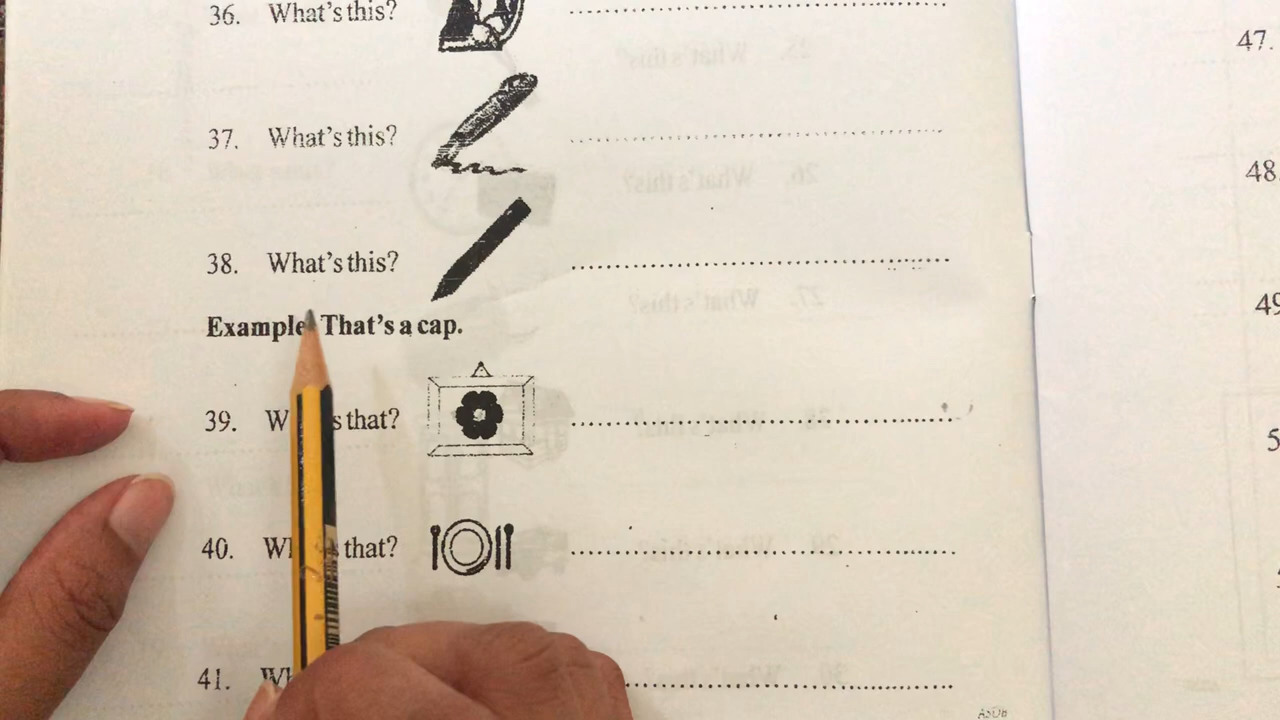 36. What's this? ........................
37. What's this? ........................
38. What's this? ........................
Example That's a cap.
39. s that? ........................
40. that? ........................
41. ........................
47.
48.